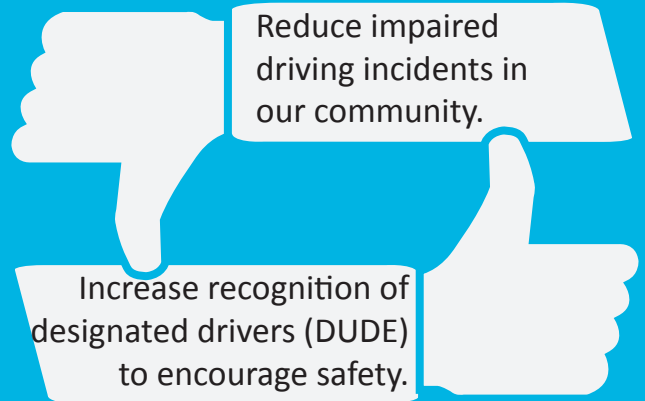 Reduce impaired
driving incidents in
our community.
Increase recognition of
designated drivers (DUDE)
to encourage safety.